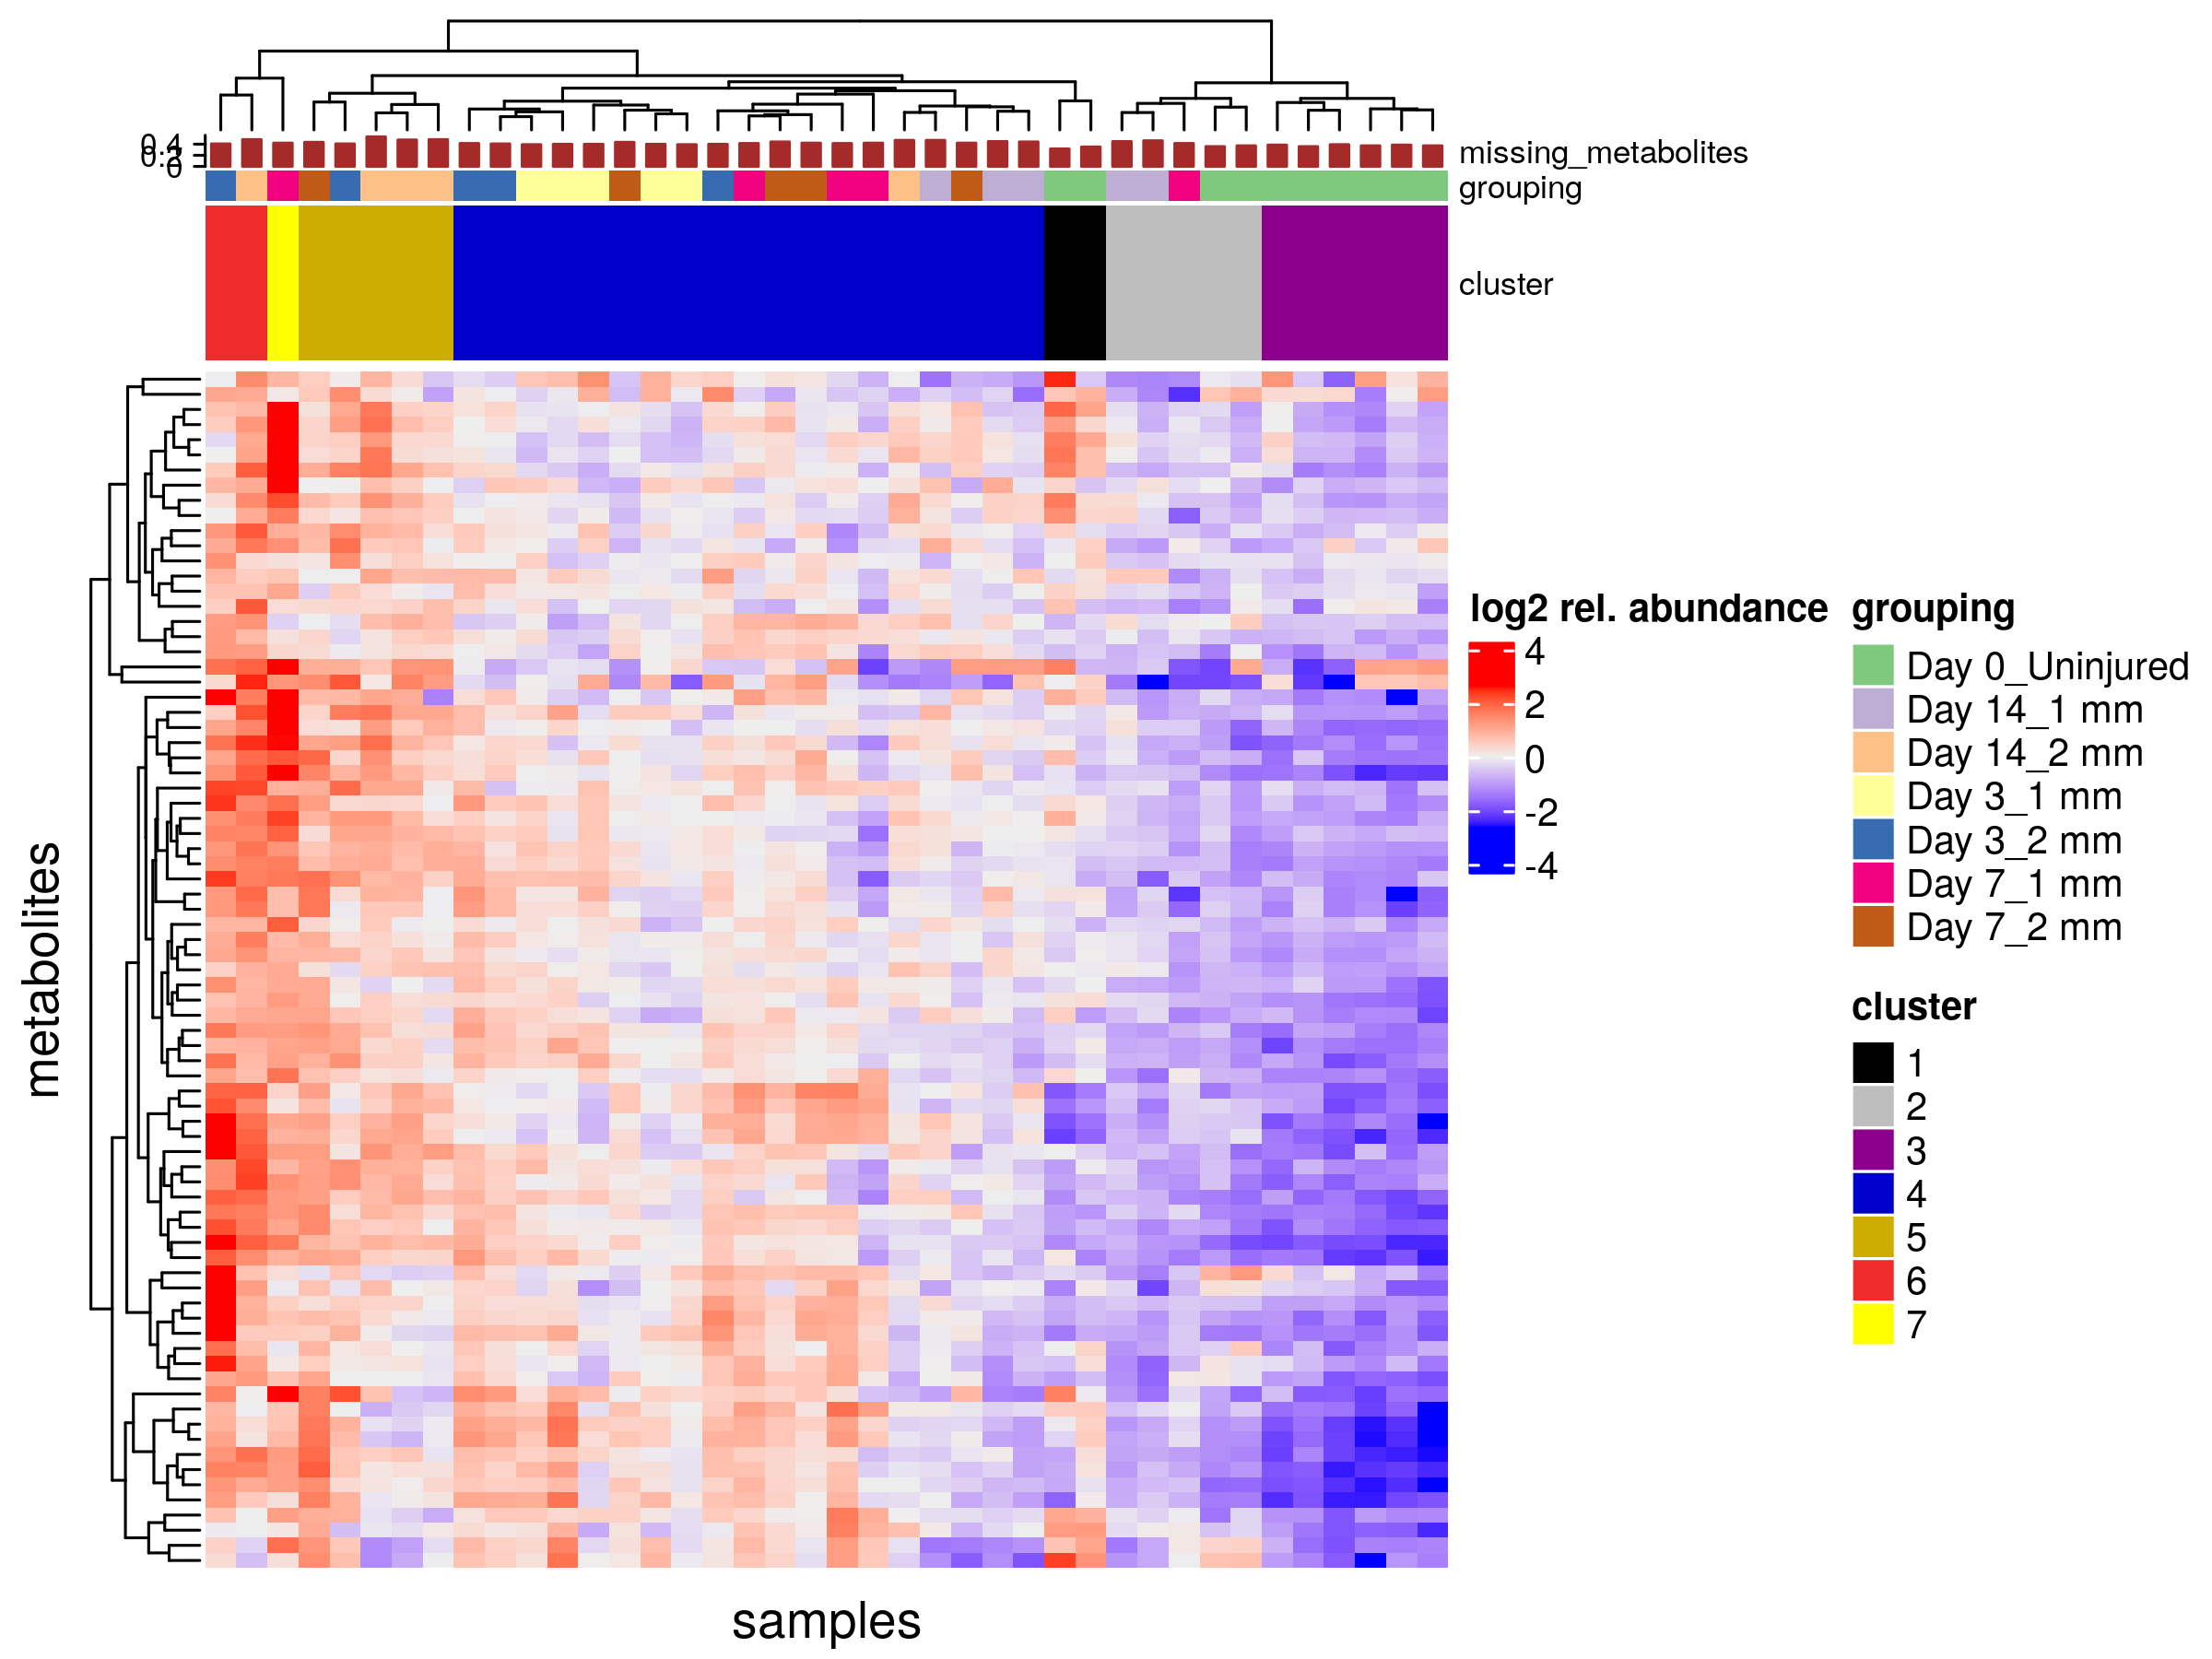 0.4
0.2
0
missing_metabolites
grouping
cluster
metabolites
samples
log2 rel. abundance
4
2
0
-2
-4
grouping
Day 0_Uninjured
Day 14_1 mm
Day 14_2 mm
Day 3_1 mm
Day 3_2 mm
Day 7_1 mm
Day 7_2 mm
cluster
1
2
3
4
5
6
7